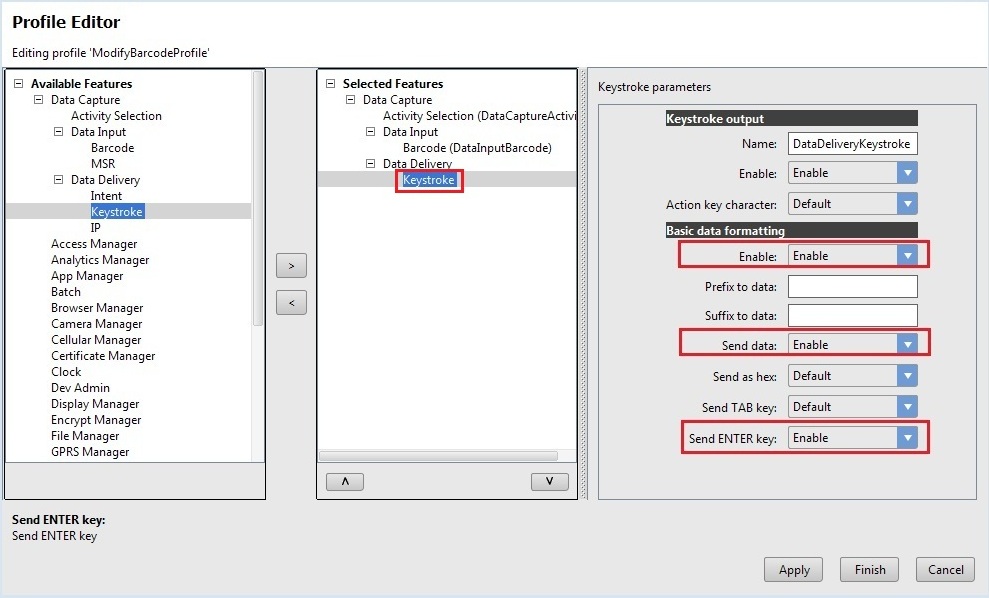 Profile Editor
Editing profile 'ModifyBarcodeProfile'
Available Features
Data Capture
Activity Selection
Data Input
Barcode
MSR
Data Delivery
Intent
Keystroke
IP
Access Manager
Analytics Manager
App Manager
Batch
Browser Manager
Camera Manager
Cellular Manager
Certificate Manager
Clock
Dev Admin
Display Manager
Encrypt Manager
File Manager
GPRS Manager
>
<
Selected Features
Data Capture
Activity Selection (DataCaptureActivi
Data Input
Barcode (DataInputBarcode)
Data Delivery
Keystroke
Keystroke parameters
Keystroke output
Name: DataDeliveryKeystroke
Enable: Enable
Action key character: Default
Basic data formatting
Enable: Enable
Prefix to data:
Suffix to data:
Send data: Enable
Send as hex: Default
Send TAB key: Default
Send ENTER key: Enable
Send ENTER key:
Send ENTER key
Apply Finish Cancel